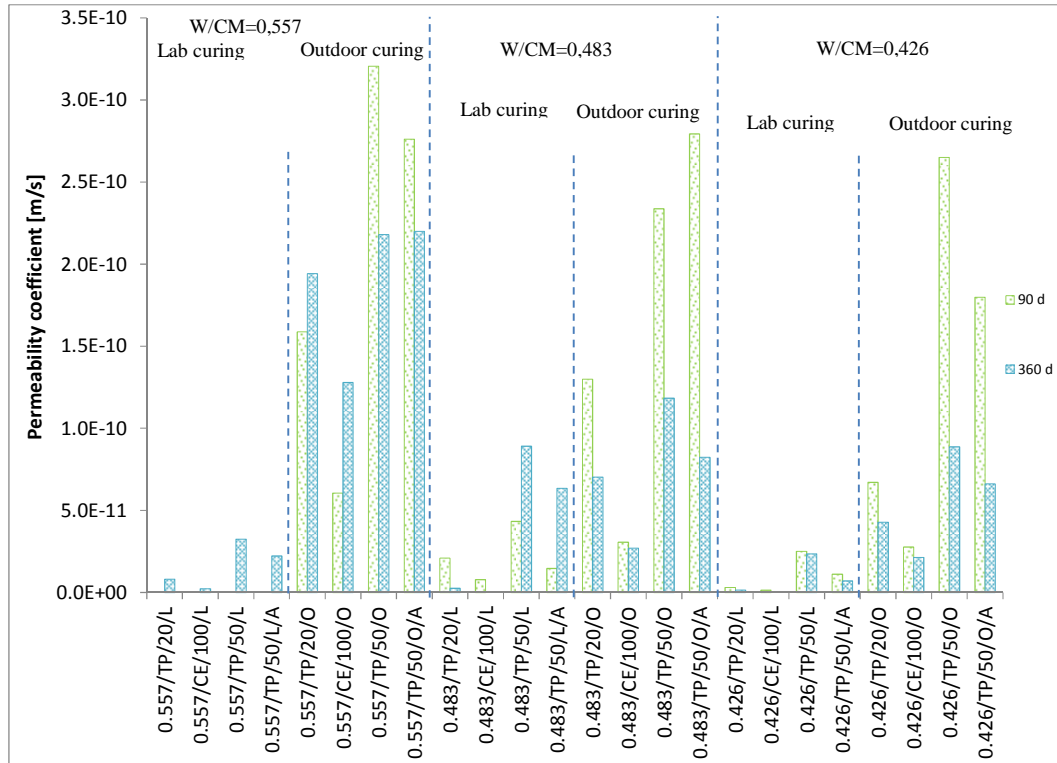 W/CM=0,557
Lab curing
Outdoor curing
W/CM=0,483
Lab curing
Outdoor curing
W/CM=0,426
Lab curing
Outdoor curing
Permeability coefficient [m/s]
3.5E-10
3.0E-10
2.5E-10
2.0E-10
1.5E-10
1.0E-10
5.0E-11
0.0E+00
0.557/TP/20/L
0.557/CE/100/L
0.557/TP/50/L
0.557/TP/50/L/A
0.557/TP/20/O
0.557/CE/100/O
0.557/TP/50/O
0.557/TP/50/O/A
0.483/TP/20/L
0.483/CE/100/L
0.483/TP/50/L
0.483/TP/50/L/A
0.483/TP/20/O
0.483/CE/100/O
0.483/TP/50/O
0.483/TP/50/O/A
0.426/TP/20/L
0.426/CE/100/L
0.426/TP/50/L
0.426/TP/50/L/A
0.426/TP/20/O
0.426/CE/100/O
0.426/TP/50/O
0.426/TP/50/O/A
90 d
360 d